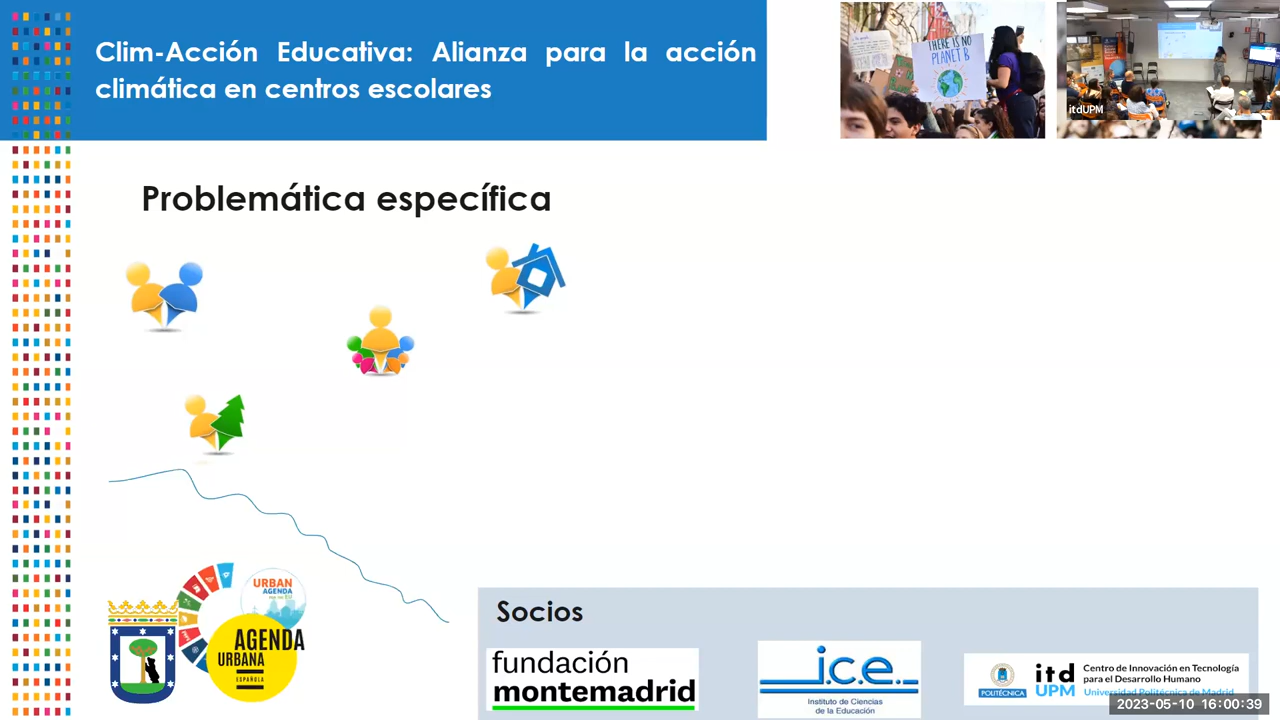 Clim-Acción Educativa: Alianza para la acción
climática en centros escolares
THERE IS NO
PLANET B
itdUPM
Problemática específica
URBAN
AGENDA
AGENDA
URBANA
ESPAÑOLA
Socios
fundación
montemadrid
i.c.e.
Instituto de Ciencias
de la Educación
POLITÉCNICA
itd
UPM
Centro de Innovación en Tecnología
para el Desarrollo Humano
Universidad Politécnica de Madrid
2023-05-10 16:00:39